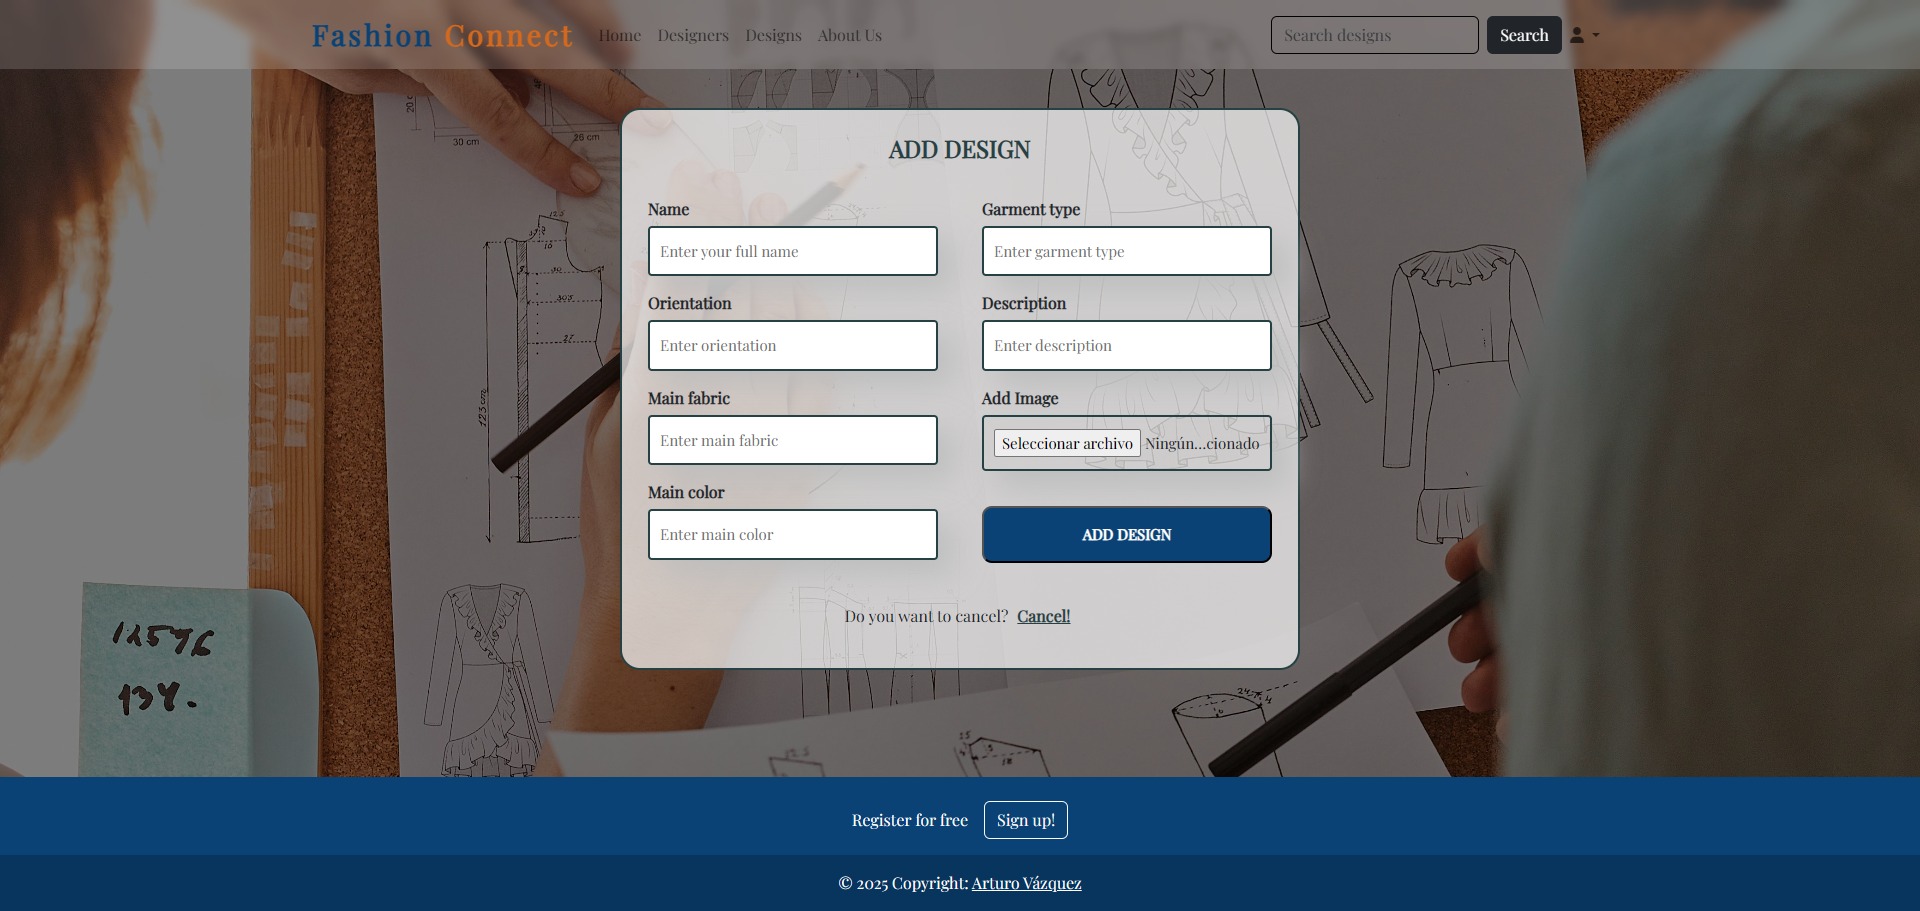 Fashion Connect Home Designers Designs About Us Search designs Search
20 c
30 cm
26 cm
ADD DESIGN
Name
Garment type
Enter your full name
Enter garment type
Orientation
Description
Enter orientation
Enter description
Main fabric
Add Image
Enter main fabric
Seleccionar archivo Ningún...cionado
Main color
Enter main color
ADD DESIGN
Do you want to cancel? Cancel!
123 cm
27
12576
134.
Register for free Sign up!
© 2025 Copyright: Arturo Vázquez